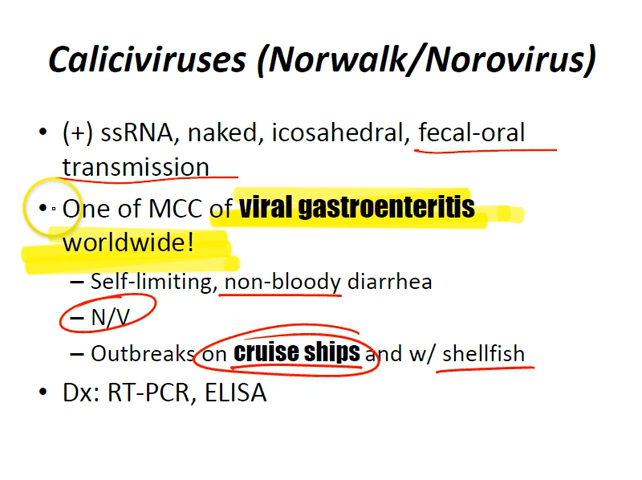 Caliciviruses (Norwalk/Norovirus)
• (+) ssRNA, naked, icosahedral, fecal-oral
transmission
• One of MCC of viral gastroenteritis
worldwide!
– Self-limiting, non-bloody diarrhea
– N/V
– Outbreaks on cruise ships and w/ shellfish
• Dx: RT-PCR, ELISA